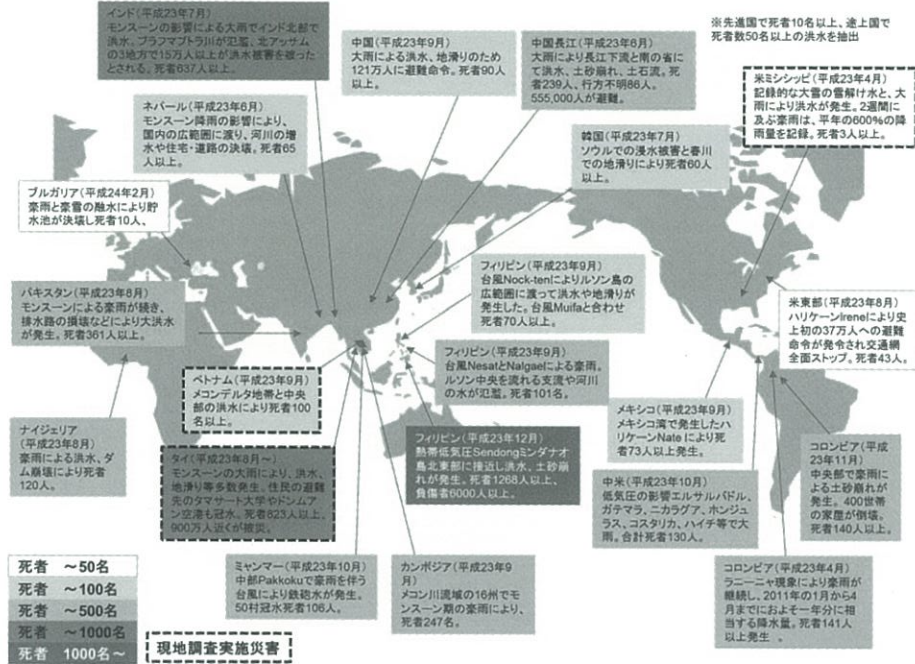 インド(平成23年7月)
モンスーンの影響による大雨でインド北部で
洪水。ブラフマプトラ川が氾濫、北アッサム
の3地方で15万人以上が洪水被害を被った
とされる。死者637人以上。
中国(平成23年9月)
大雨による洪水、地滑りのため
121万人に避難命令。死者90人
以上。
中国長江(平成23年6月)
大雨により長江下流と南の省に
て洪水、土砂崩れ、土石流。死
者239人、行方不明86人。
555,000人が避難。
※先進国で死者10名以上、途上国で
死者数50名以上の洪水を抽出
米ミシシッピ(平成23年4月)
記録的な大雪の雪解け水と、大
雨により洪水が発生。2週間に
及ぶ豪雨は、平年の600%の降
雨量を記録。死者3人以上。
ネパール(平成23年6月)
モンスーン降雨の影響により、
国内の広範囲に渡り、河川の増
水や住宅・道路の決壊。死者65
人以上。
韓国(平成23年7月)
ソウルでの浸水被害と春川
での地滑りにより死者60人
以上。
ブルガリア(平成24年2月)
豪雨と豪雪の融水により貯
水池が決壊し死者10人、
パキスタン(平成23年8月)
モンスーンによる豪雨が続き、
排水路の損壊などにより大洪水
が発生。死者361人以上。
フィリピン(平成23年7月)
台風Nock-tenによりルソン島の
広範囲に渡って洪水や地滑りが
発生した。台風Muifaと合わせ
死者70人以上。
米東部(平成23年8月)
ハリケーンIreneにより史
上初の37万人への避難
命令が発令され交通網
全面ストップ。死者43人。
フィリピン(平成23年9月)
台風NesatとNalgaeによる豪雨。
ルソン中央を流れる支流や河川
の水が氾濫。死者101名。
ベトナム(平成23年9月)
メコンデルタ地帯と中央
部の洪水により死者100
名以上。
ナイジェリア
(平成23年8月)
豪雨による洪水、ダ
ム崩壊により死者
120人。
タイ(平成23年8月~)
モンスーンの大雨により、洪水、
地滑り等多数発生。住民の避難
先のタマサート大学やドンムア
ン空港も冠水。死者823人以上、
900万人近くが被災。
フィリピン(平成23年12月)
熱帯低気圧Sendongミンダナオ
島北東部に接近し洪水、土砂崩
れが発生。死者1268人以上、
負傷者6000人以上。
メキシコ(平成23年9月)
メキシコ湾で発生した
ハリケーンNate により死
者73人以上発生。
中米(平成23年10月)
低気圧の影響エルサルバドル、
ガテマラ、ニカラグア、ホンジュ
ラス、コスタリカ、ハイチ等で大
雨。合計死者130人。
コロンビア(平成
23年11月)
中央部で豪雨に
よる土砂崩れが
発生。400世帯
の家屋が倒壊。
死者140人以上。
ミャンマー(平成23年10月)
中部Pakkokuで豪雨を伴う
台風により鉄砲水が発生。
50村冠水死者106人。
カンボジア(平成23年9
月)
メコン川流域の16州でモ
ンスーン期の豪雨により、
死者247名。
コロンビア(平成23年4月)
ラニーニャ現象により豪雨が
継続し、2011年の1月から4
月までにおよそ一年分に相
当する降水量。死者141人
以上発生 。
死者 ~50名
死者 ~100名
死者 ~500名
死者 ~1000名
死者 1000名~
現地調査実施災害